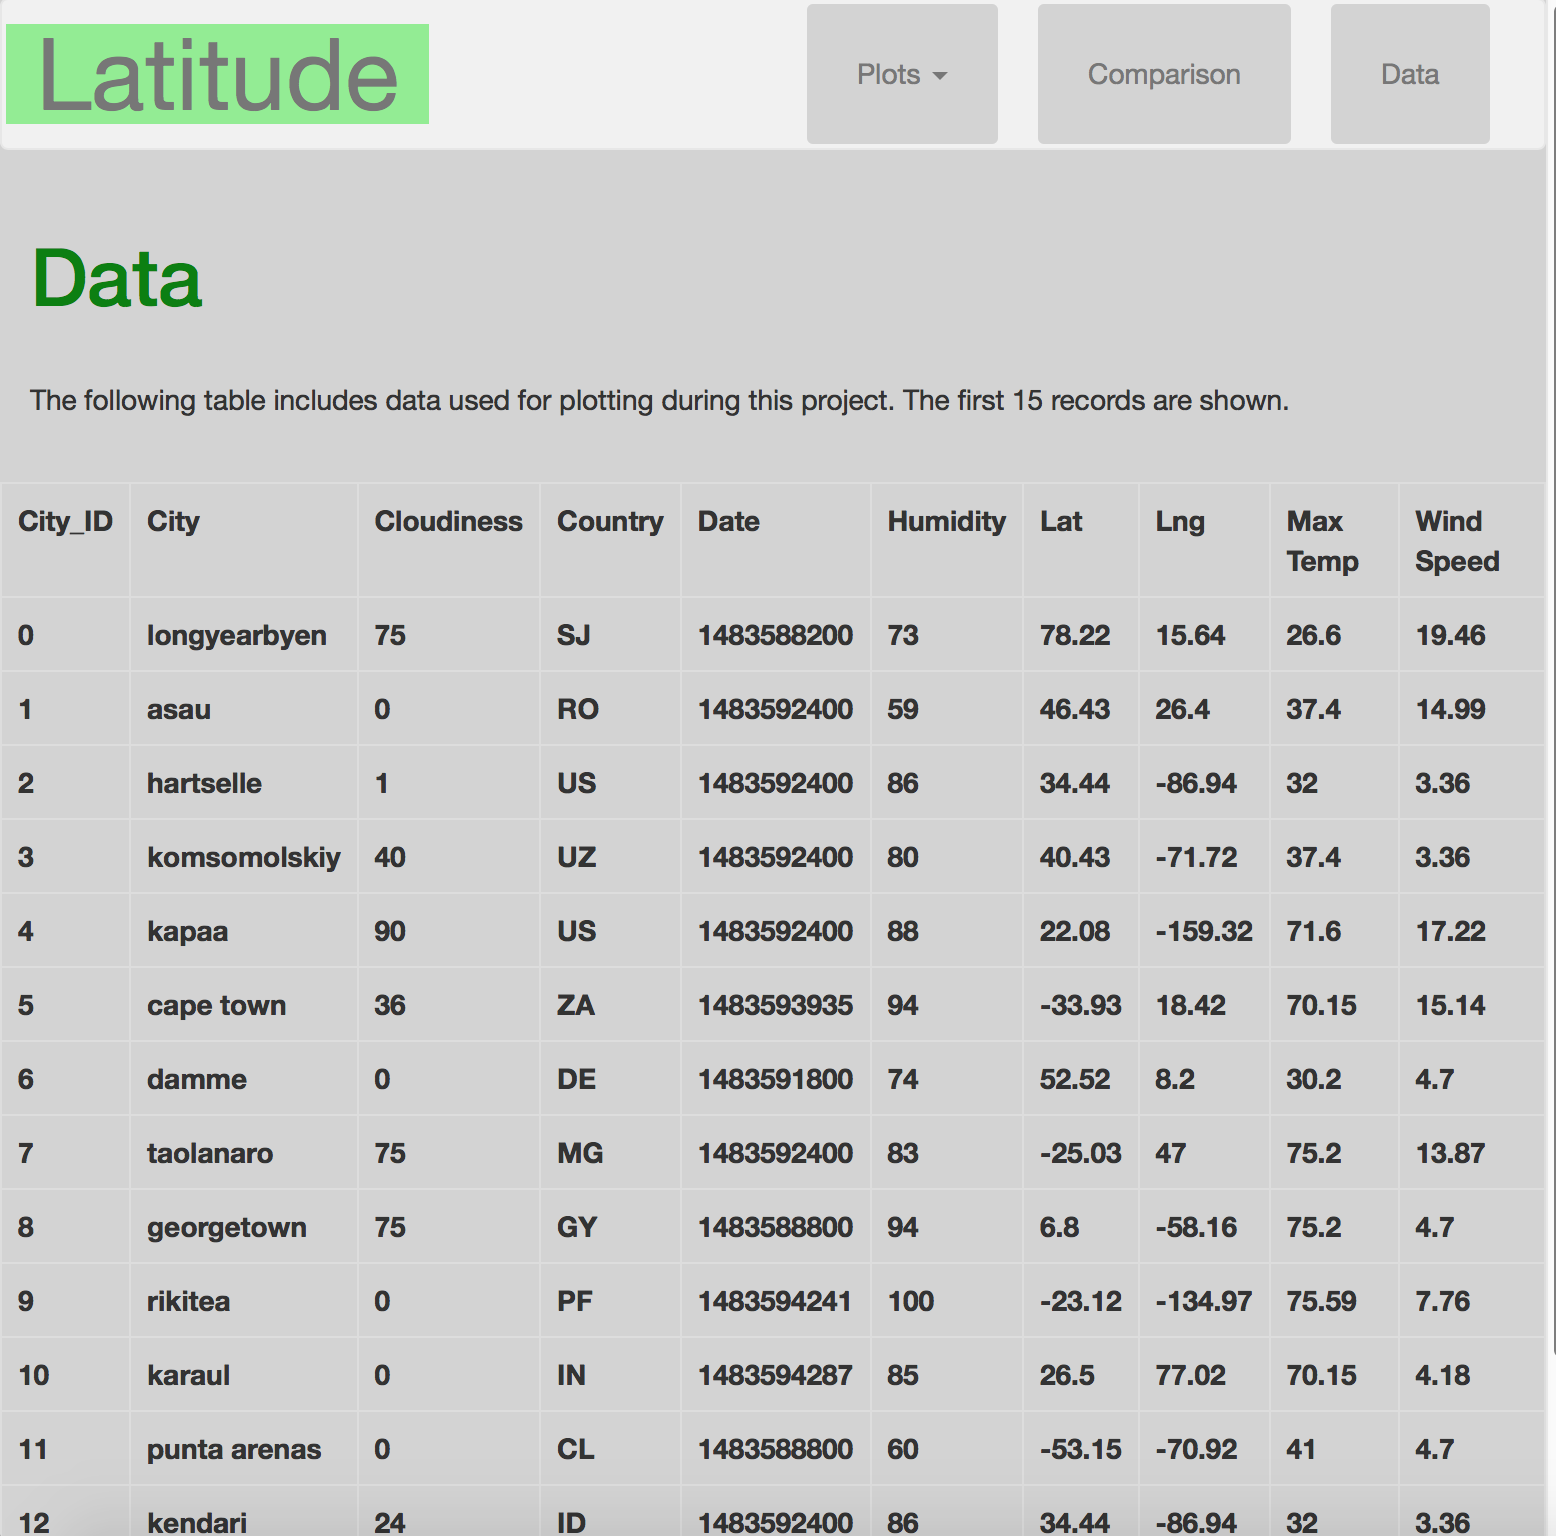 Latitude
Plots Comparison Data
Data
The following table includes data used for plotting during this project. The first 15 records are shown.
City_ID City Cloudiness Country Date Humidity Lat Lng Max Temp Wind Speed
0 longyearbyen 75 SJ 1483588200 73 78.22 15.64 26.6 19.46
1 asau 0 RO 1483592400 59 46.43 26.4 37.4 14.99
2 hartselle 1 US 1483592400 86 34.44 -86.94 32 3.36
3 komsomolskiy 40 UZ 1483592400 80 40.43 -71.72 37.4 3.36
4 kapaa 90 US 1483592400 88 22.08 -159.32 71.6 17.22
5 cape town 36 ZA 1483593935 94 -33.93 18.42 70.15 15.14
6 damme 0 DE 1483591800 74 52.52 8.2 30.2 4.7
7 taolanaro 75 MG 1483592400 83 -25.03 47 75.2 13.87
8 georgetown 75 GY 1483588800 94 6.8 -58.16 75.2 4.7
9 rikitea 0 PF 1483594241 100 -23.12 -134.97 75.59 7.76
10 karaul 0 IN 1483594287 85 26.5 77.02 70.15 4.18
11 punta arenas 0 CL 1483588800 60 -53.15 -70.92 41 4.7
12 kendari 24 ID 1483592400 86 34.44 -86.94 32 3.36